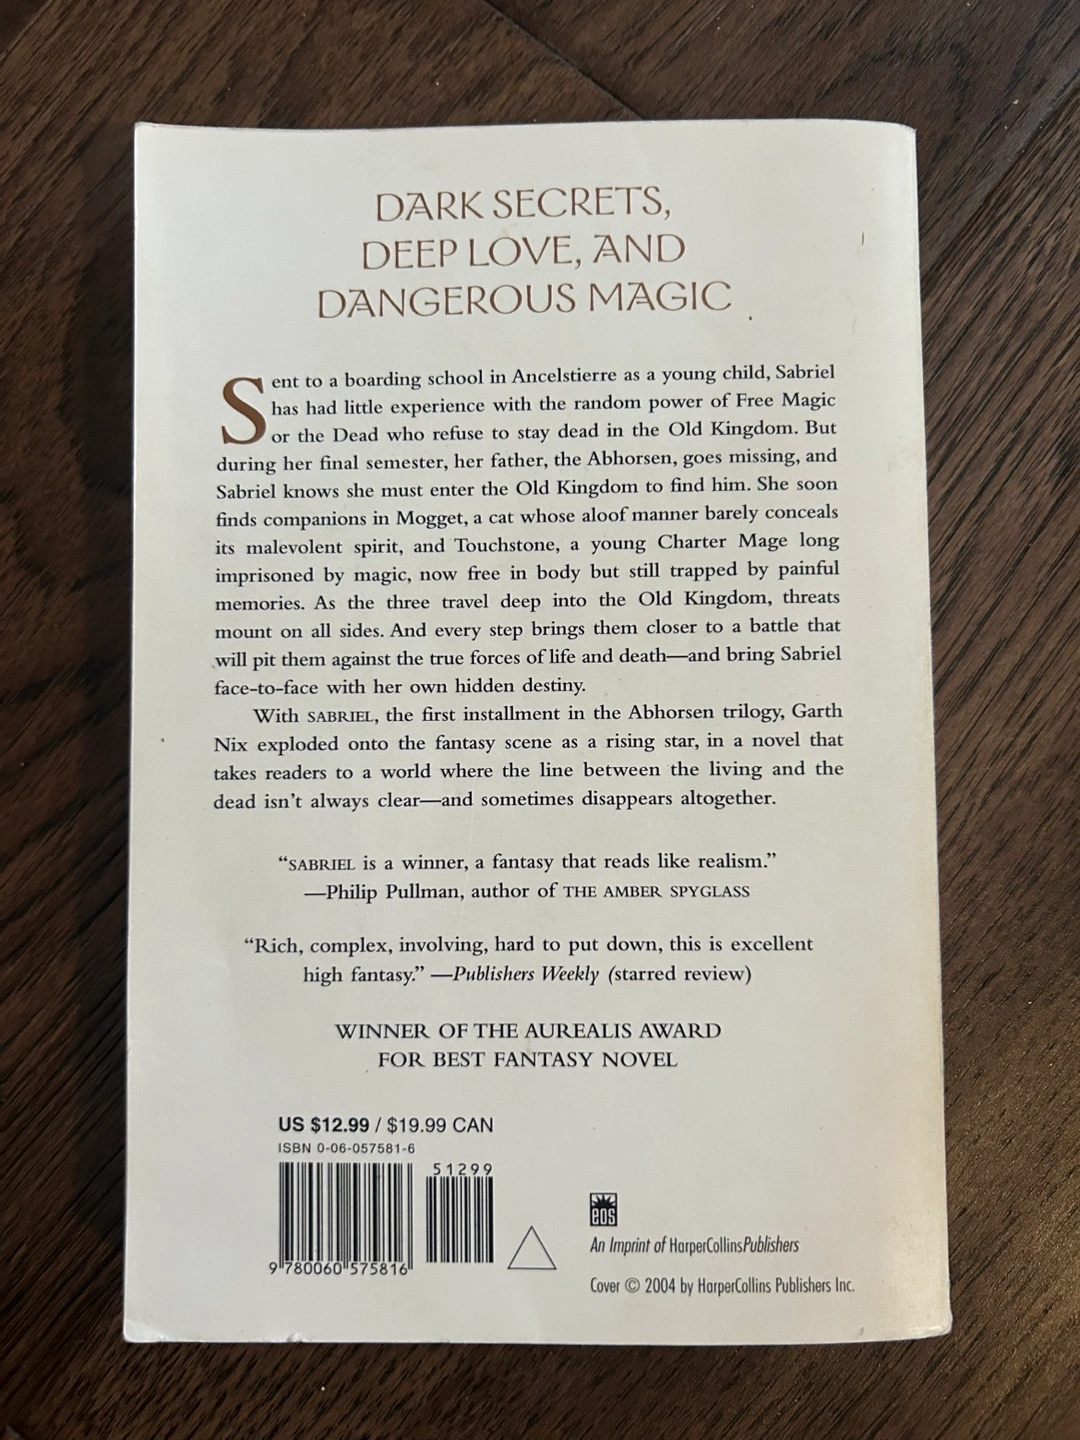 DARK SECRETS,
DEEP LOVE, AND
DANGEROUS MAGIC
Sent to a boarding school in Ancelstierre as a young child, Sabriel
has had little experience with the random power of Free Magic
or the Dead who refuse to stay dead in the Old Kingdom. But
during her final semester, her father, the Abhorsen, goes missing, and
Sabriel knows she must enter the Old Kingdom to find him. She soon
finds companions in Mogget, a cat whose aloof manner barely conceals
its malevolent spirit, and Touchstone, a young Charter Mage long
imprisoned by magic, now free in body but still trapped by painful
memories. As the three travel deep into the Old Kingdom, threats
mount on all sides. And every step brings them closer to a battle that
will pit them against the true forces of life and death—and bring Sabriel
face-to-face with her own hidden destiny.
With SABRIEL, the first installment in the Abhorsen trilogy, Garth
Nix exploded onto the fantasy scene as a rising star, in a novel that
takes readers to a world where the line between the living and the
dead isn't always clear—and sometimes disappears altogether.
“SABRIEL is a winner, a fantasy that reads like realism.”
—Philip Pullman, author of THE AMBER SPYGLASS
“Rich, complex, involving, hard to put down, this is excellent
high fantasy.” —Publishers Weekly (starred review)
WINNER OF THE AUREALIS AWARD
FOR BEST FANTASY NOVEL
US $12.99 / $19.99 CAN
ISBN 0-06-057581-6
51299
9 780060 575816
eos
An Imprint of HarperCollinsPublishers
Cover © 2004 by HarperCollins Publishers Inc.